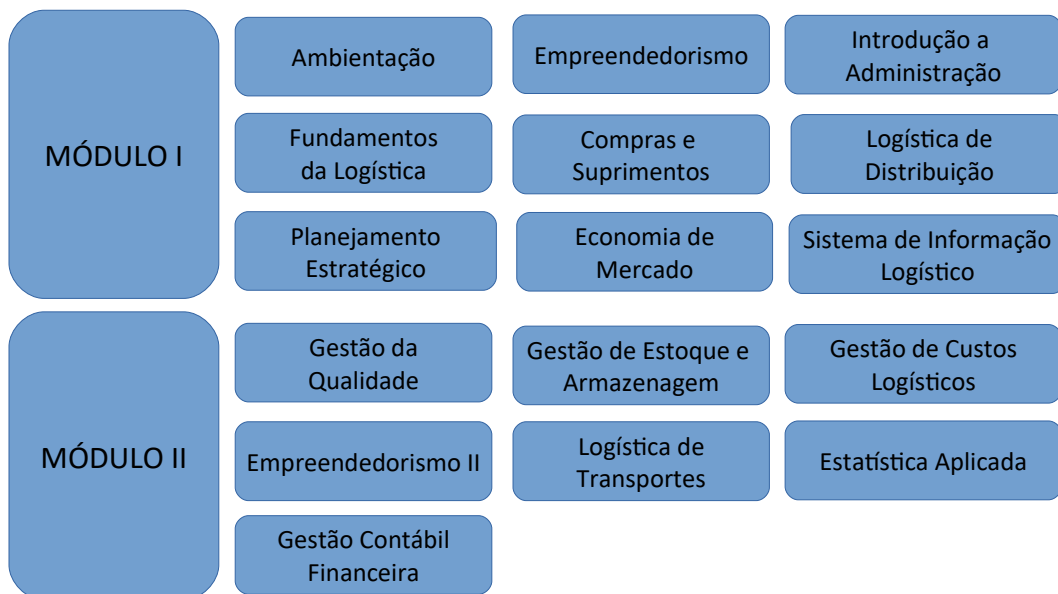 MÓDULO I
Ambientação
Empreendedorismo
Introdução a
Administração
Fundamentos
da Logística
Compras e
Suprimentos
Logística de
Distribuição
Planejamento
Estratégico
Economia de
Mercado
Sistema de Informação
Logístico
MÓDULO II
Gestão da
Qualidade
Gestão de Estoque e
Armazenagem
Gestão de Custos
Logísticos
Empreendedorismo II
Logística de
Transportes
Estatística Aplicada
Gestão Contábil
Financeira